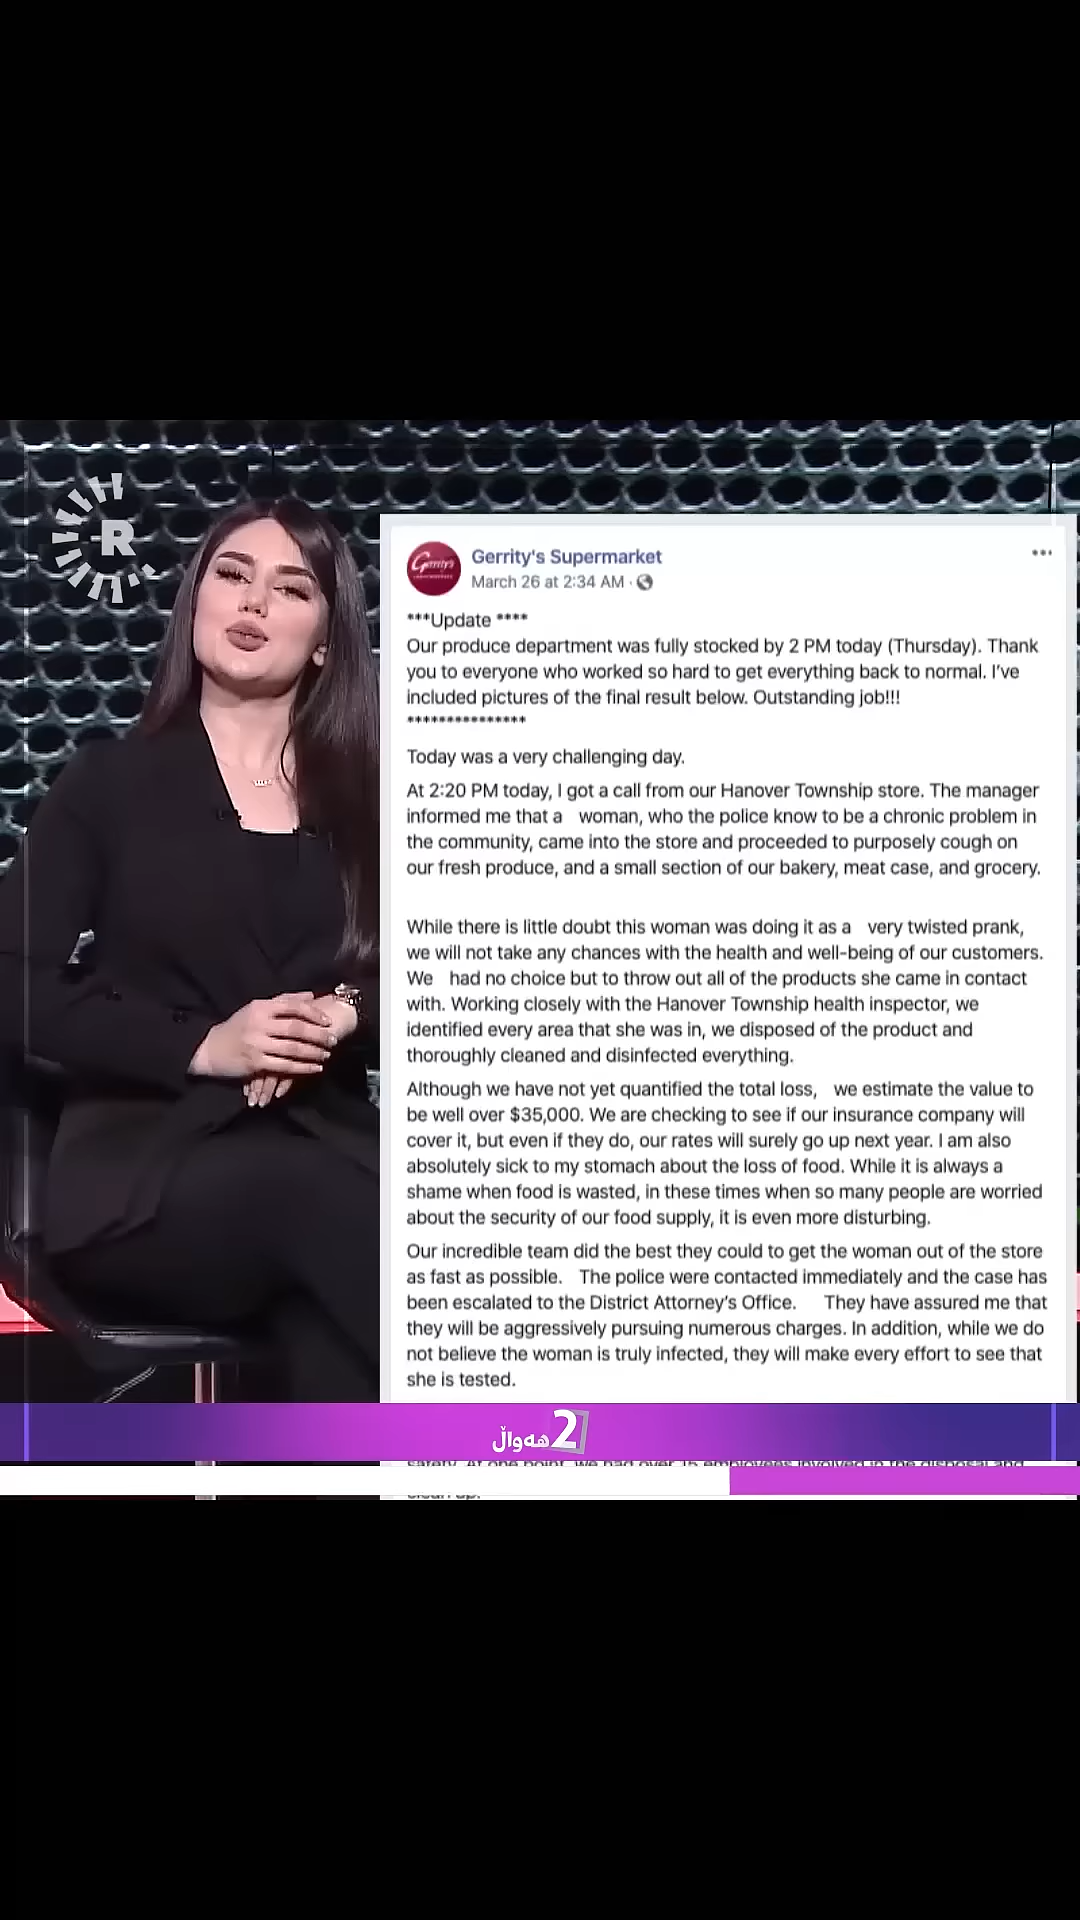 R
Gerrity's
Gerrity's Supermarket
March 26 at 2:34 AM ·
***Update ****
Our produce department was fully stocked by 2 PM today (Thursday). Thank
you to everyone who worked so hard to get everything back to normal. I've
included pictures of the final result below. Outstanding job!!!
***************
Today was a very challenging day.
At 2:20 PM today, I got a call from our Hanover Township store. The manager
informed me that a woman, who the police know to be a chronic problem in
the community, came into the store and proceeded to purposely cough on
our fresh produce, and a small section of our bakery, meat case, and grocery.
While there is little doubt this woman was doing it as a very twisted prank,
we will not take any chances with the health and well-being of our customers.
We had no choice but to throw out all of the products she came in contact
with. Working closely with the Hanover Township health inspector, we
identified every area that she was in, we disposed of the product and
thoroughly cleaned and disinfected everything.
Although we have not yet quantified the total loss, we estimate the value to
be well over $35,000. We are checking to see if our insurance company will
cover it, but even if they do, our rates will surely go up next year. I am also
absolutely sick to my stomach about the loss of food. While it is always a
shame when food is wasted, in these times when so many people are worried
about the security of our food supply, it is even more disturbing.
Our incredible team did the best they could to get the woman out of the store
as fast as possible. The police were contacted immediately and the case has
been escalated to the District Attorney's Office. They have assured me that
they will be aggressively pursuing numerous charges. In addition, while we do
not believe the woman is truly infected, they will make every effort to see that
she is tested.
2هەواڵ